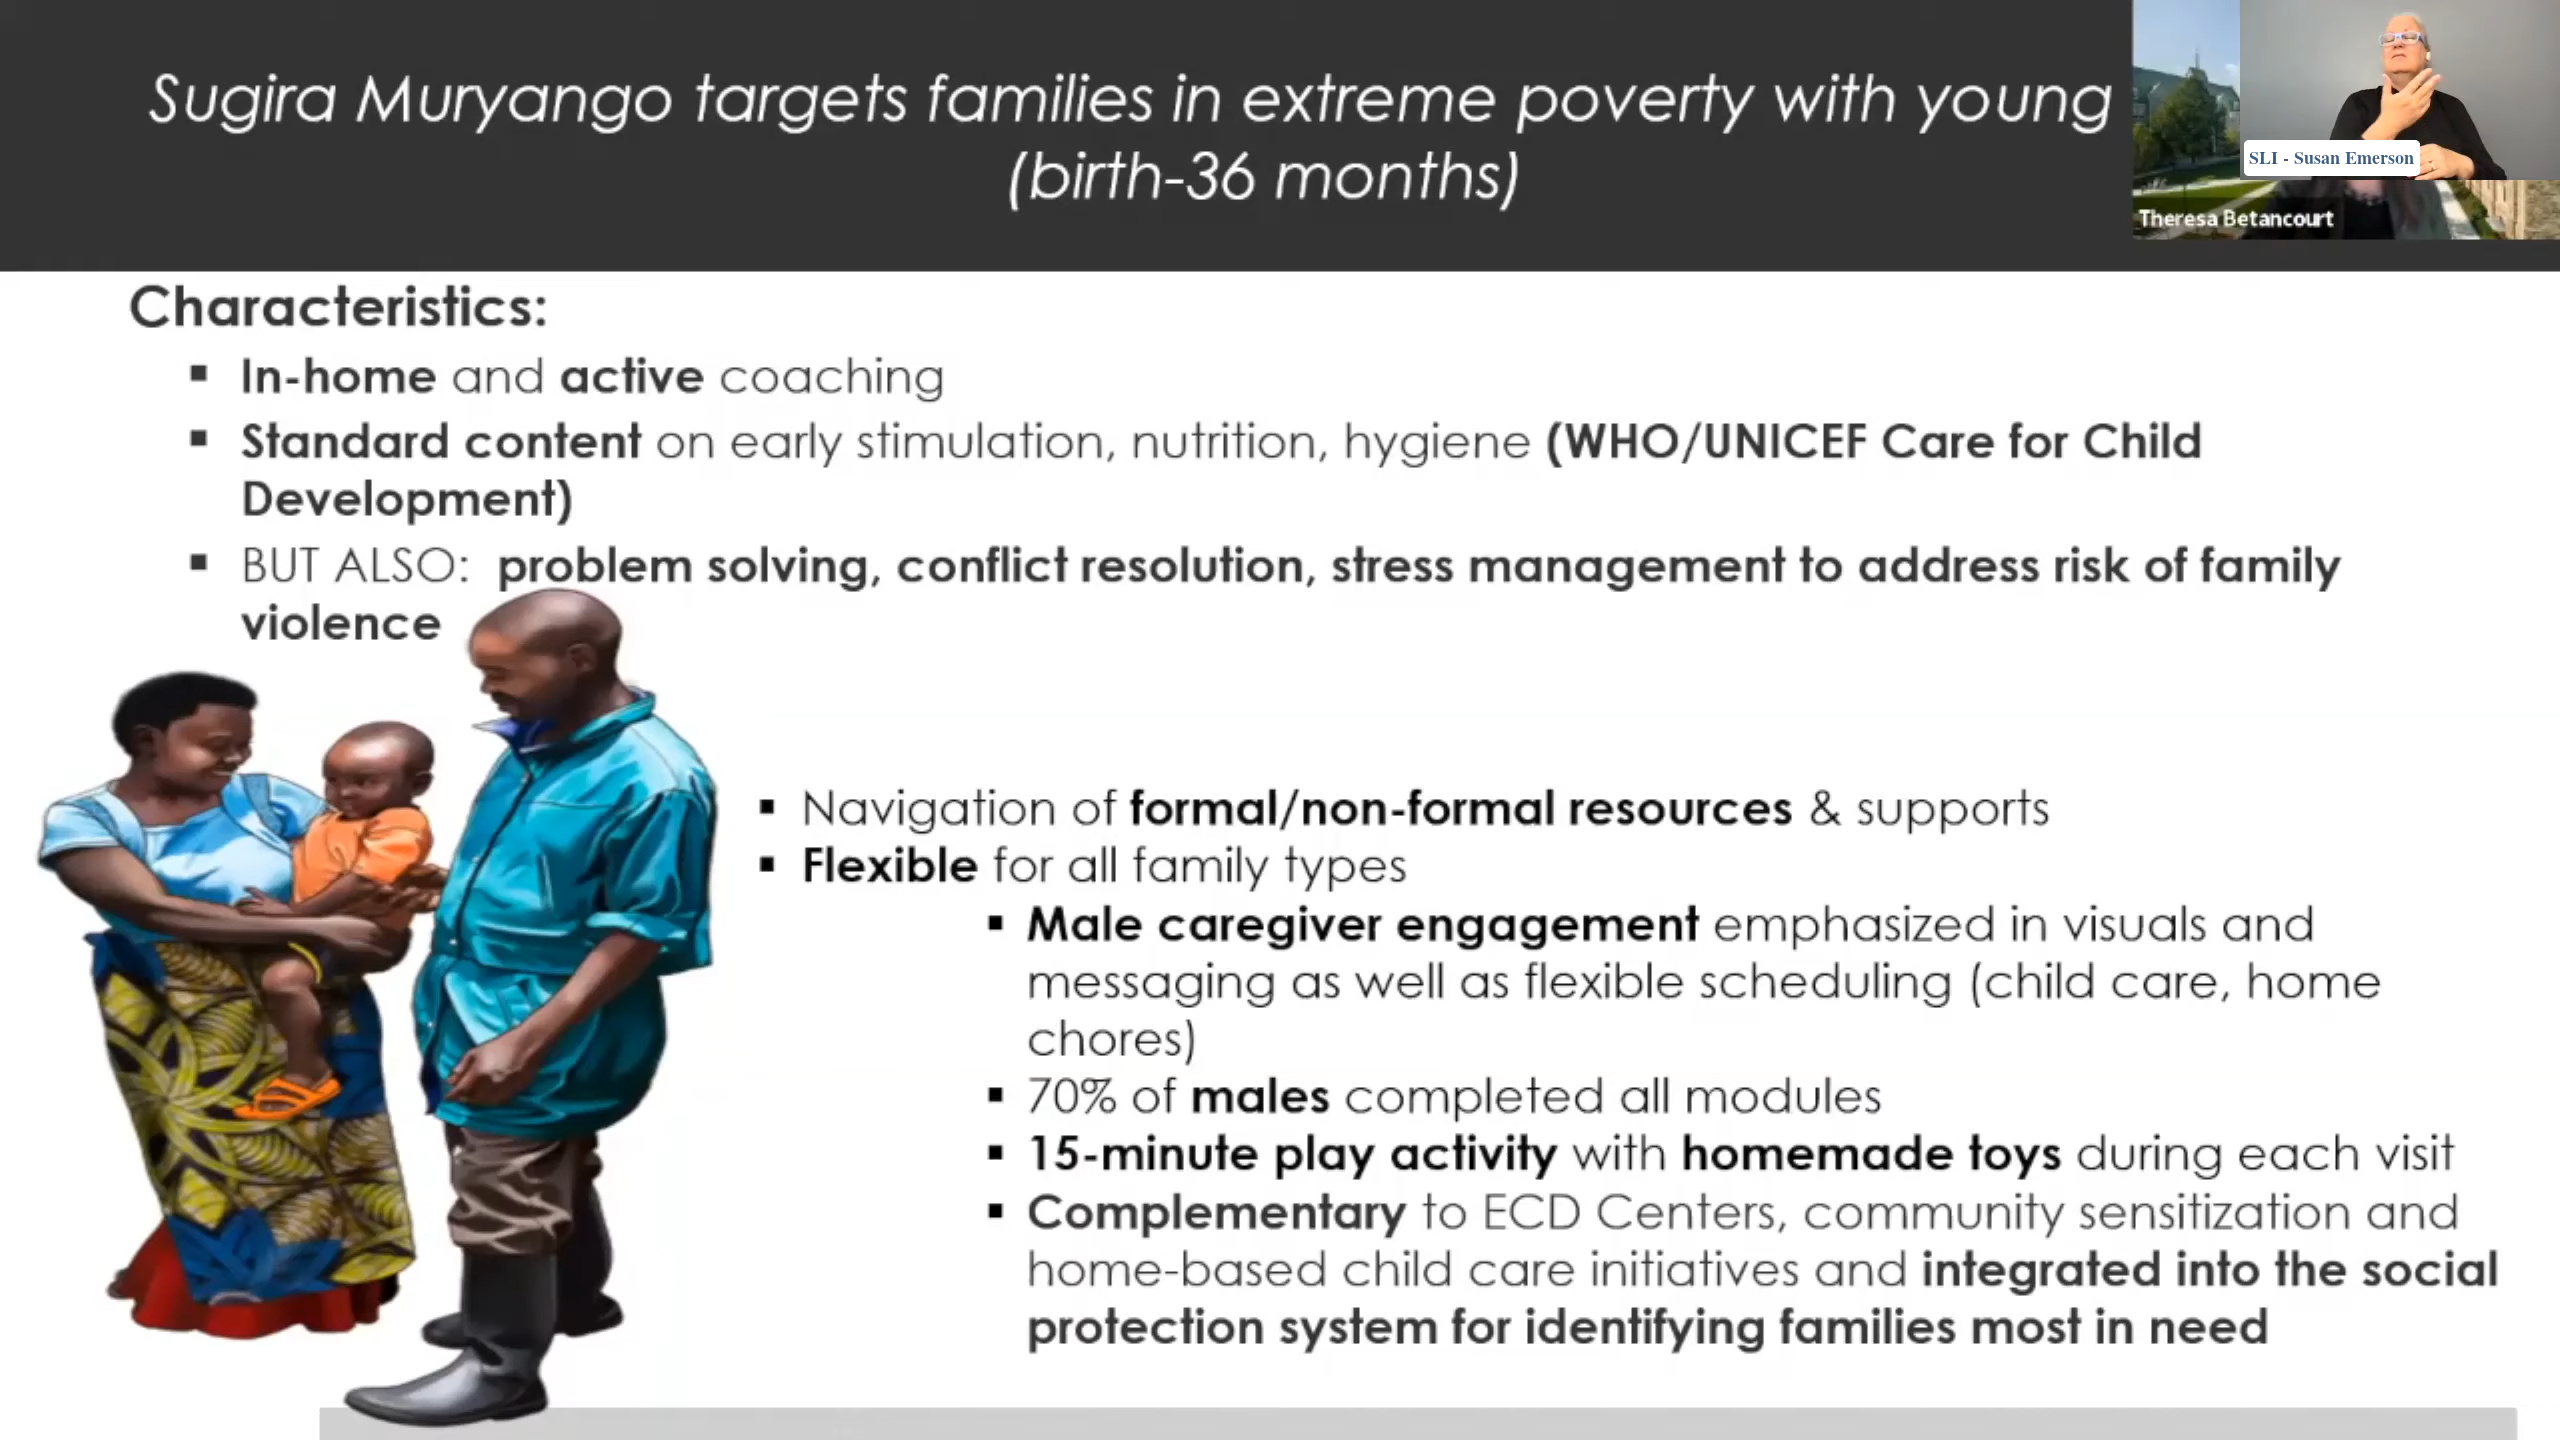 Sugira Muryango targets families in extreme poverty with young
(birth-36 months)
SLI - Susan Emerson
Theresa Betancourt
Characteristics:
▪ In-home and active coaching
▪ Standard content on early stimulation, nutrition, hygiene (WHO/UNICEF Care for Child
Development)
▪ BUT ALSO: problem solving, conflict resolution, stress management to address risk of family
violence
▪ Navigation of formal/non-formal resources & supports
▪ Flexible for all family types
▪ Male caregiver engagement emphasized in visuals and
messaging as well as flexible scheduling (child care, home
chores)
▪ 70% of males completed all modules
▪ 15-minute play activity with homemade toys during each visit
▪ Complementary to ECD Centers, community sensitization and
home-based child care initiatives and integrated into the social
protection system for identifying families most in need